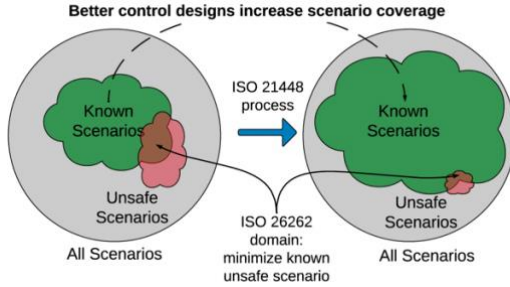 Better control designs increase scenario coverage
Known
Scenarios
Unsafe
Scenarios
All Scenarios
ISO 21448
process
ISO 26262
domain:
minimize known
unsafe scenario
Known
Scenarios
Unsafe
Scenarios
All Scenarios